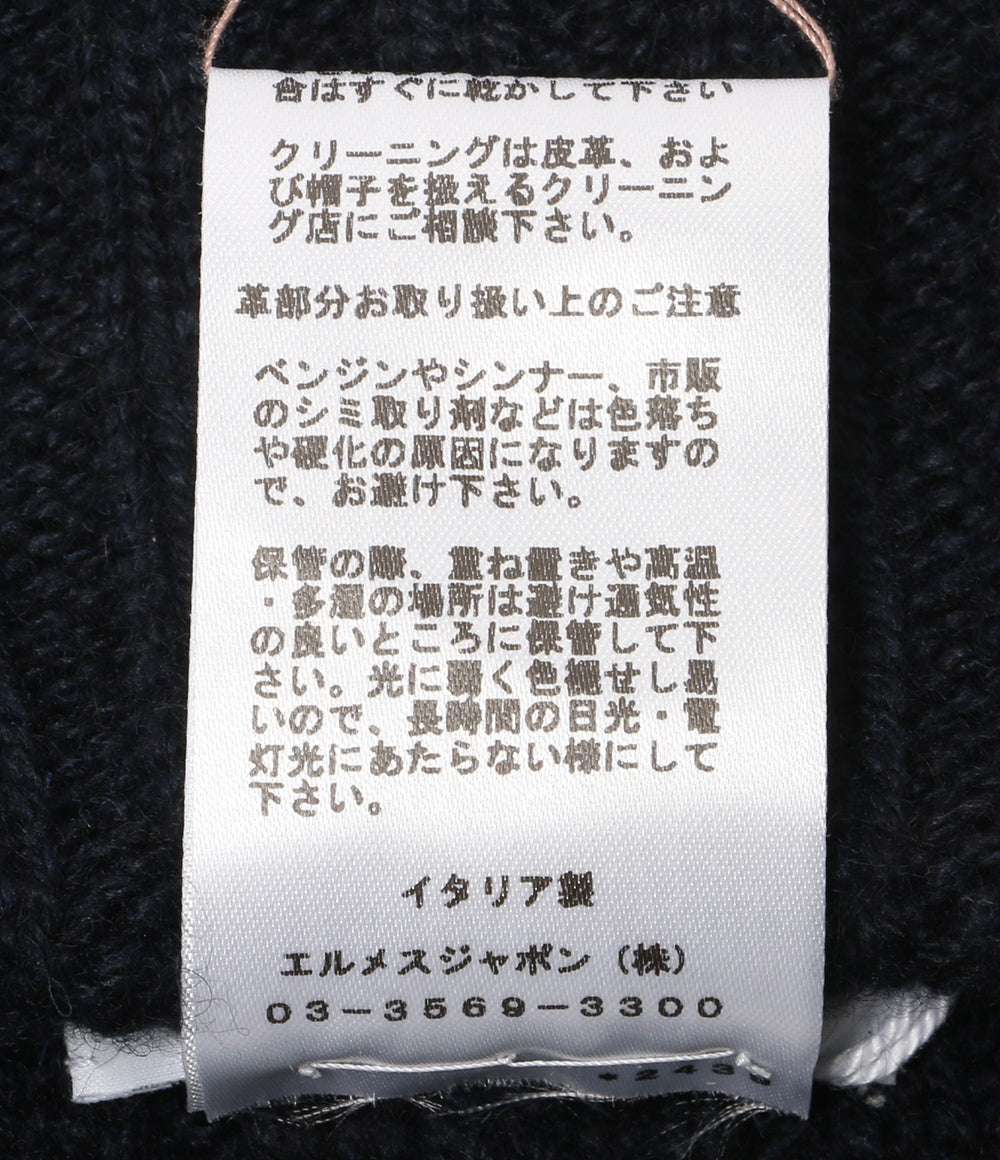 合はすぐに乾かして下さい
クリーニングは皮革、およ
び帽子を扱えるクリーニン
グ店にご相談下さい。
革部分お取り扱い上のご注意
ベンジンやシンナー、市販
のシミ取り剤などは色落ち
や硬化の原因になりますの
で、お避け下さい。
保管の際、重ね置きや高温
・多湿の場所は避け通気性
の良いところに保管して下
さい。光に弱く色褪せし易
いので、長時間の日光・電
灯光にあたらない様にして
下さい。
イタリア製
エルメスジャポン（株）
03-3569-3300